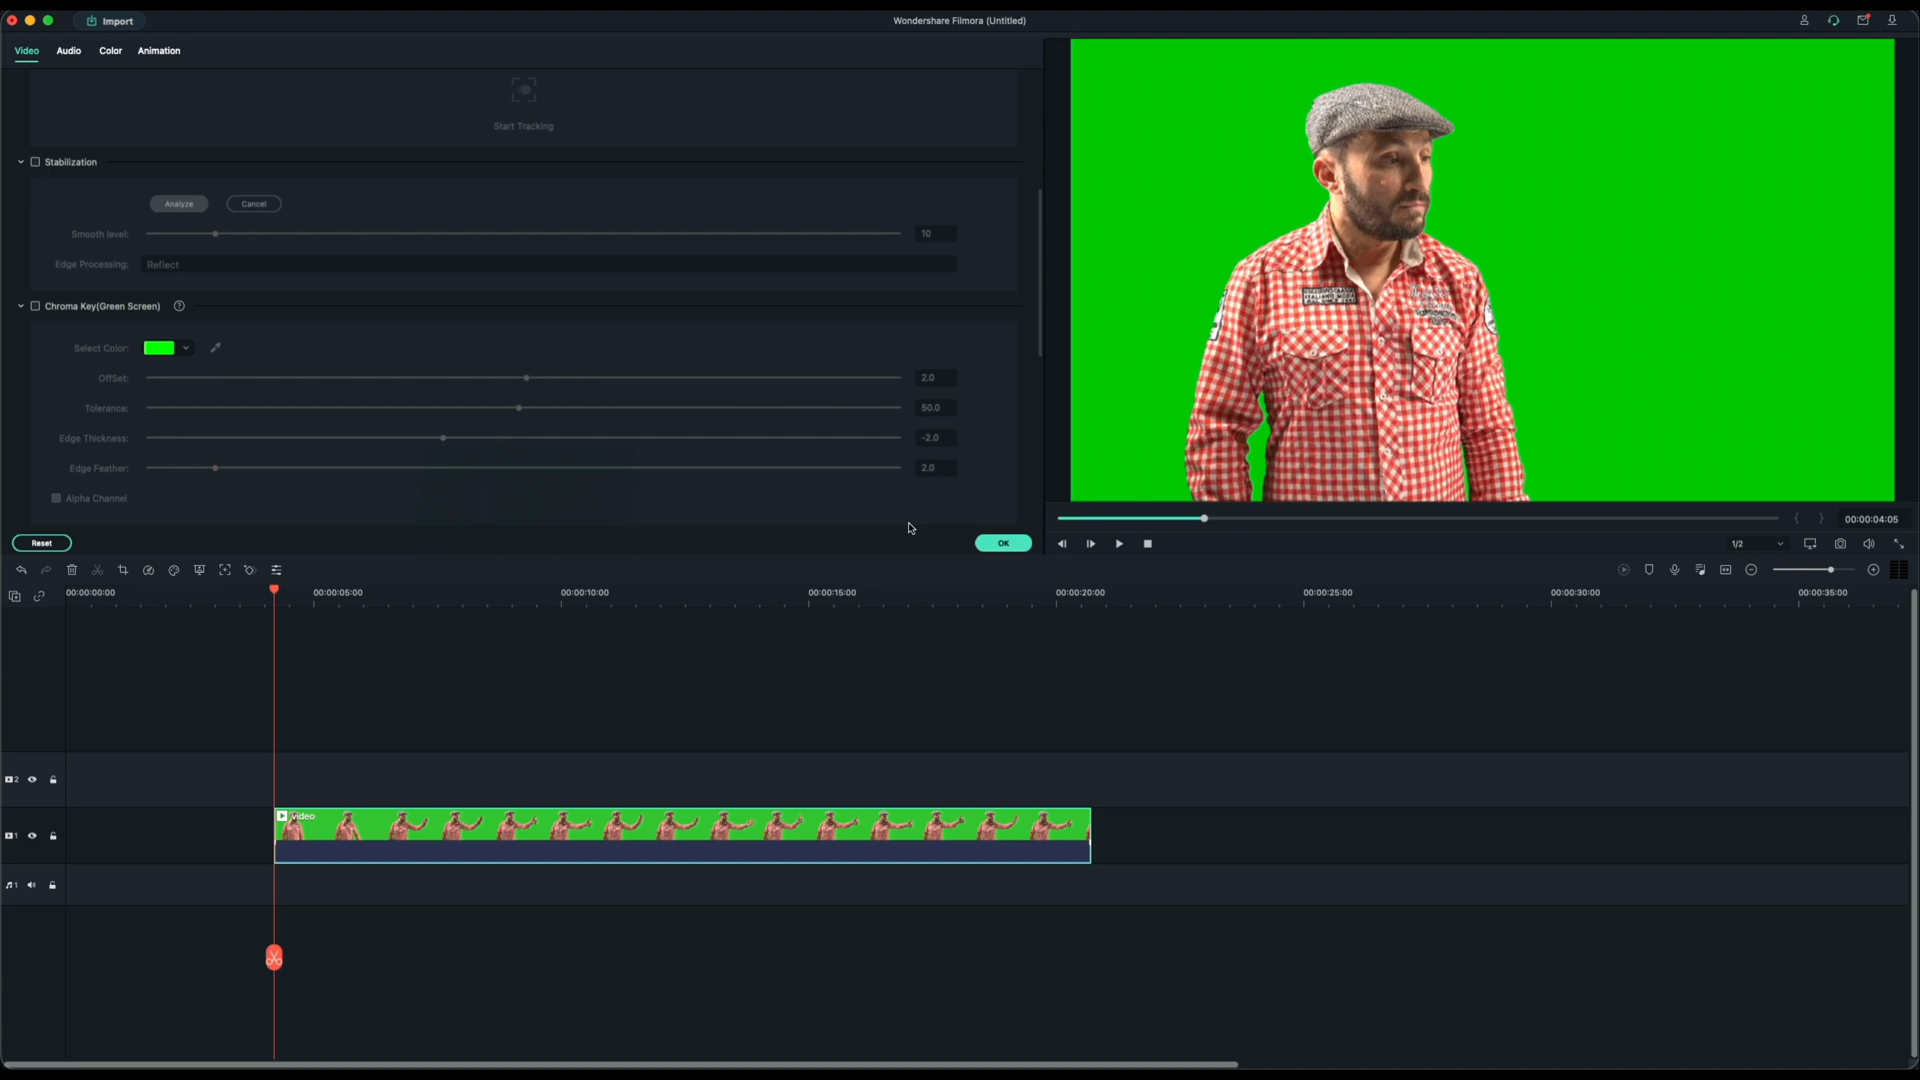 Import
Wondershare Filmora (Untitled)
Video Audio Color Animation
Start Tracking
Stabilization
Analyze Cancel
Smooth level: 10
Edge Processing: Reflect
Chroma Key(Green Screen) ?
Select Color:
OffSet: 2.0
Tolerance: 50.0
Edge Thickness: -2.0
Edge Feather: 2.0
Alpha Channel
Reset OK
00:00:04:05
1/2
00:00:00:00 00:00:05:00 00:00:10:00 00:00:15:00 00:00:20:00 00:00:25:00 00:00:30:00 00:00:35:00
2
video
1
1